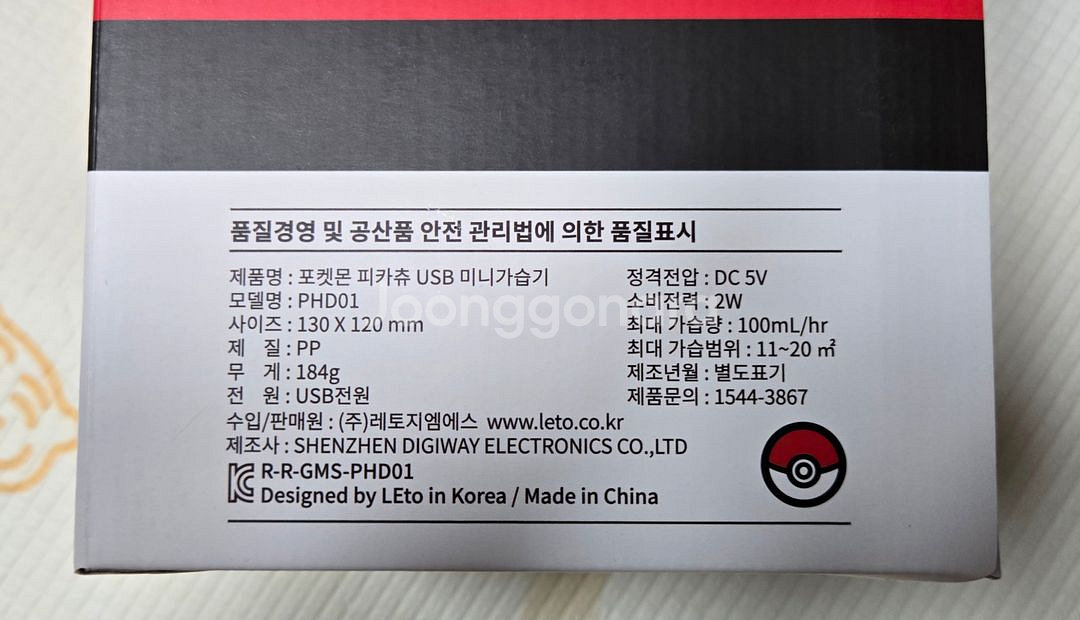 품질경영 및 공산품 안전 관리법에 의한 품질표시
제품명 : 포켓몬 피카츄 USB 미니가습기
모델명 : PHD01
사이즈 : 130 X 120 mm
제 질 : PP
무 게 : 184g
전 원 : USB전원
정격전압 : DC 5V
소비전력 : 2W
최대 가습량 : 100mL/hr
최대 가습범위 : 11~20 ㎡
제조년월 : 별도표기
제품문의 : 1544-3867
수입/판매원 : (주)레토지엠에스 www.leto.co.kr
제조사 : SHENZHEN DIGIWAY ELECTRONICS CO.,LTD
R-R-GMS-PHD01
Designed by LEto in Korea / Made in China